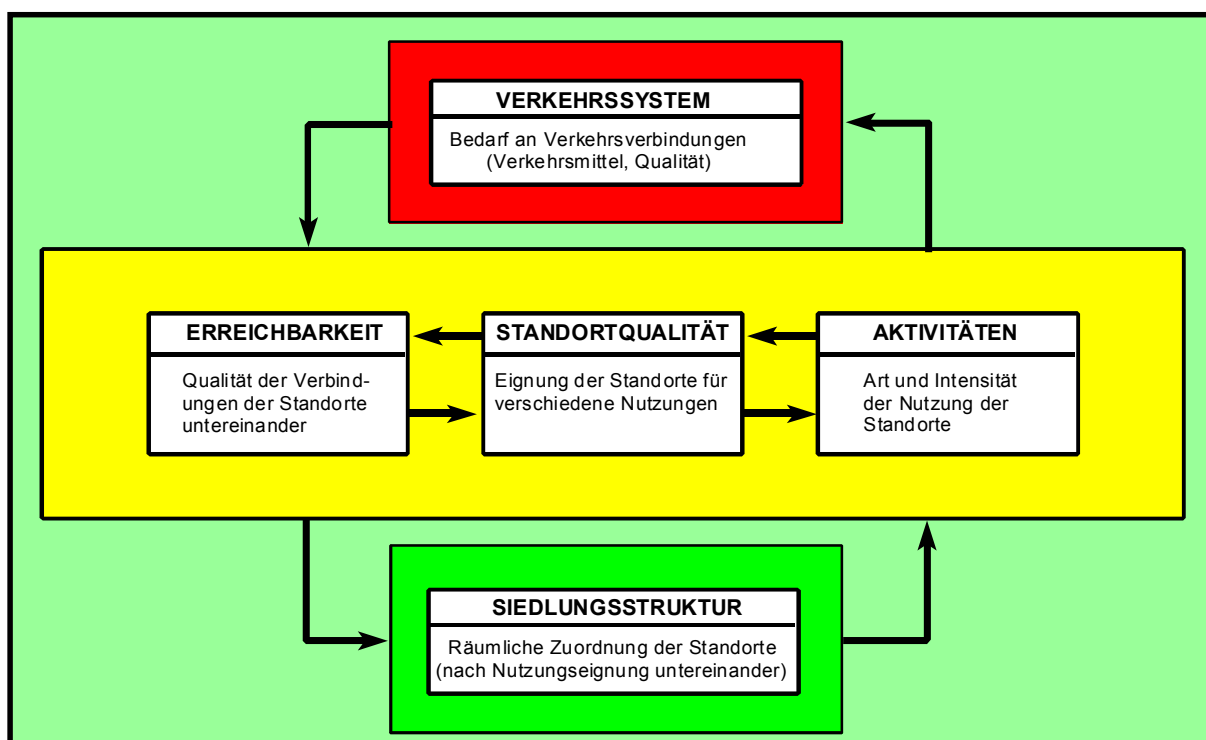 VERKEHRSSYSTEM
Bedarf an Verkehrsverbindungen
(Verkehrsmittel, Qualität)
ERREICHBARKEIT
Qualität der Verbind-
ungen der Standorte
untereinander
STANDORTQUALITÄT
Eignung der Standorte für
verschiedene Nutzungen
AKTIVITÄTEN
Art und Intensität
der Nutzung der
Standorte
SIEDLUNGSSTRUKTUR
Räumliche Zuordnung der Standorte
(nach Nutzungseignung untereinander)